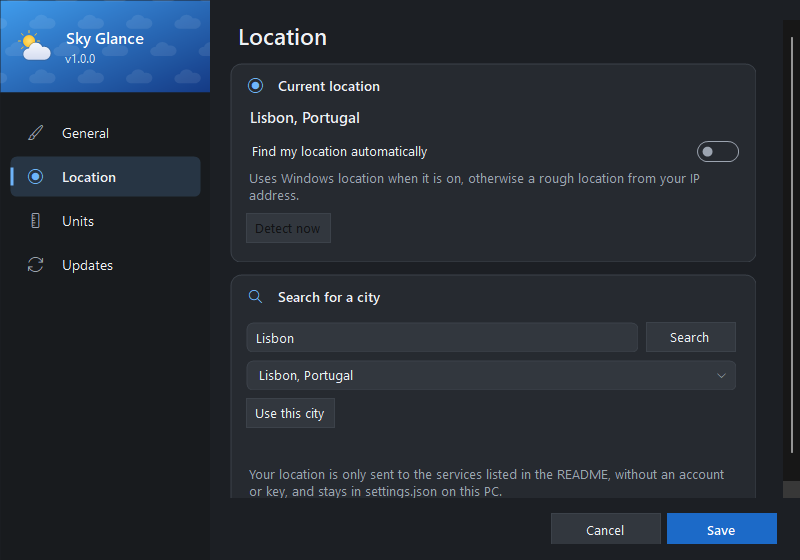 Sky Glance
v1.0.0
General
Location
Units
Updates
Location
Current location
Lisbon, Portugal
Find my location automatically
Uses Windows location when it is on, otherwise a rough location from your IP
address.
Detect now
Search for a city
Lisbon
Search
Lisbon, Portugal
Use this city
Your location is only sent to the services listed in the README, without an account
or key, and stays in settings.json on this PC.
Cancel
Save